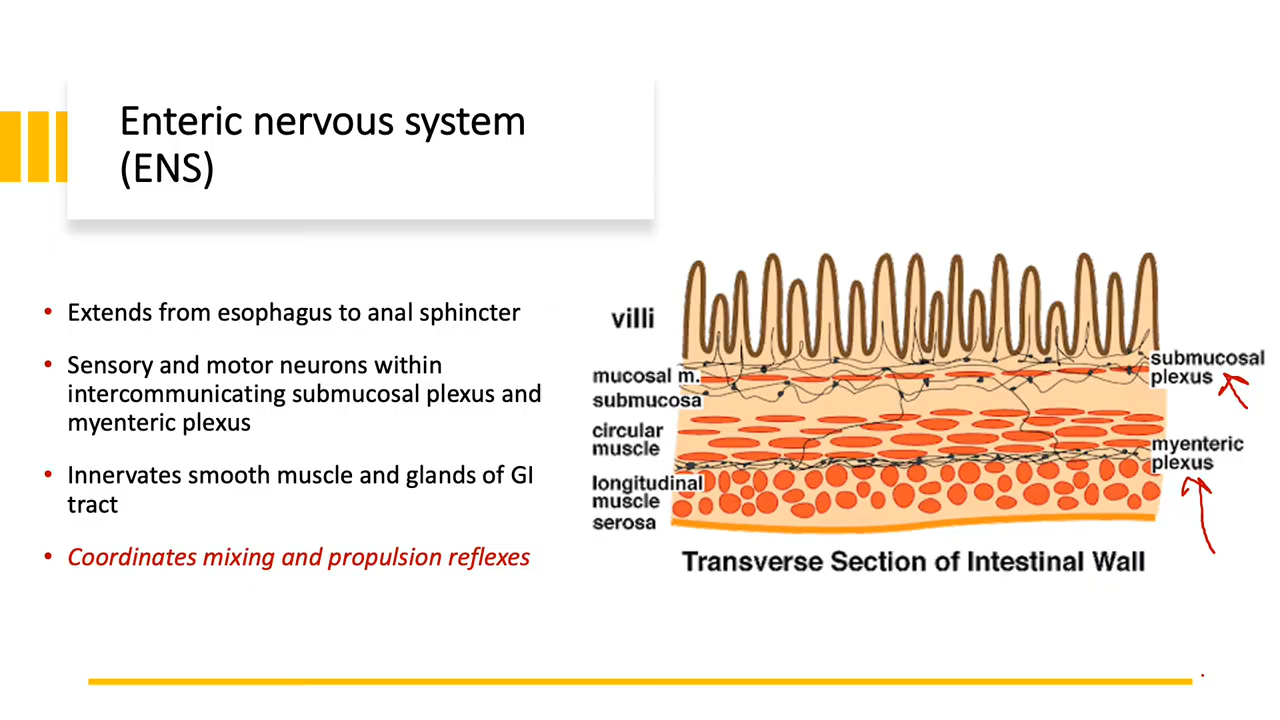 Enteric nervous system
(ENS)
• Extends from esophagus to anal sphincter
• Sensory and motor neurons within
intercommunicating submucosal plexus and
myenteric plexus
• Innervates smooth muscle and glands of GI
tract
• Coordinates mixing and propulsion reflexes
villi
mucosal m.
submucosa
circular
muscle
longitudinal
muscle
serosa
submucosal
plexus
myenteric
plexus
Transverse Section of Intestinal Wall